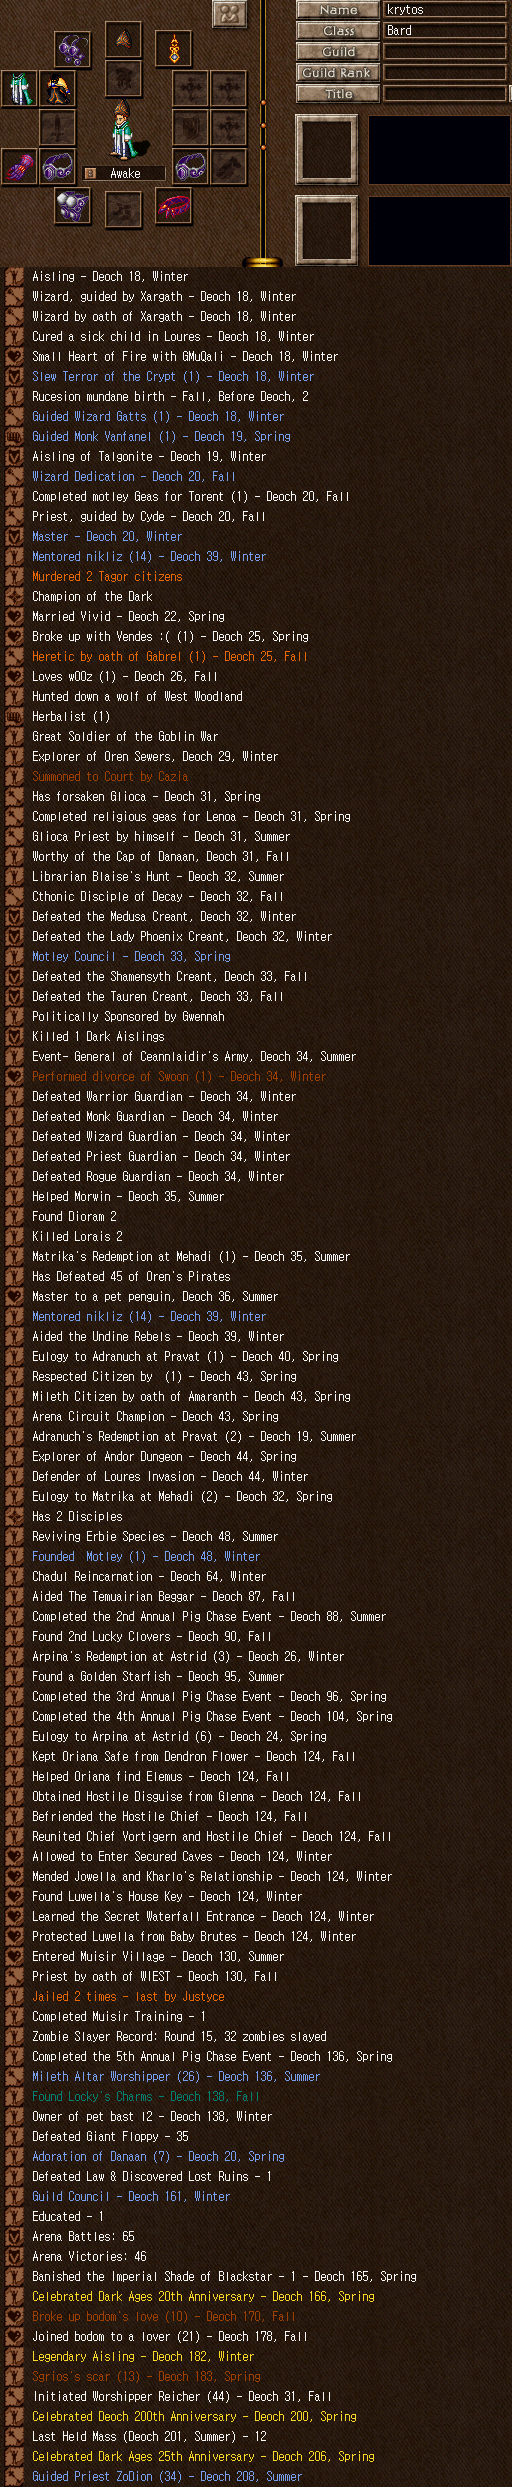 Name krytos
Class Bard
Guild
Guild Rank
Title
Awake
Aisling - Deoch 18, Winter
Wizard, guided by Xargath - Deoch 18, Winter
Wizard by oath of Xargath - Deoch 18, Winter
Cured a sick child in Loures - Deoch 18, Winter
Small Heart of Fire with GMuQali - Deoch 18, Winter
Slew Terror of the Crypt (1) - Deoch 18, Winter
Rucesion mundane birth - Fall, Before Deoch, 2
Guided Wizard Gatts (1) - Deoch 18, Winter
Guided Monk Vanfanel (1) - Deoch 19, Spring
Aisling of Talgonite - Deoch 19, Winter
Wizard Dedication - Deoch 20, Fall
Completed motley Geas for Torent (1) - Deoch 20, Fall
Priest, guided by Cyde - Deoch 20, Fall
Master - Deoch 20, Winter
Mentored nikliz (14) - Deoch 39, Winter
Murdered 2 Tagor citizens
Champion of the Dark
Married Vivid - Deoch 22, Spring
Broke up with Vendes :( (1) - Deoch 25, Spring
Heretic by oath of Gabrel (1) - Deoch 25, Fall
Loves w00z (1) - Deoch 26, Fall
Hunted down a wolf of West Woodland
Herbalist (1)
Great Soldier of the Goblin War
Explorer of Oren Sewers, Deoch 29, Winter
Summoned to Court by Cazia
Has forsaken Glioca - Deoch 31, Spring
Completed religious geas for Lenoa - Deoch 31, Spring
Glioca Priest by himself - Deoch 31, Summer
Worthy of the Cap of Danaan, Deoch 31, Fall
Librarian Blaise's Hunt - Deoch 32, Summer
Cthonic Disciple of Decay - Deoch 32, Fall
Defeated the Medusa Creant, Deoch 32, Winter
Defeated the Lady Phoenix Creant, Deoch 32, Winter
Motley Council - Deoch 33, Spring
Defeated the Shamensyth Creant, Deoch 33, Fall
Defeated the Tauren Creant, Deoch 33, Fall
Politically Sponsored by Gwennah
Killed 1 Dark Aislings
Event- General of Ceannlaidir's Army, Deoch 34, Summer
Performed divorce of Swoon (1) - Deoch 34, Winter
Defeated Warrior Guardian - Deoch 34, Winter
Defeated Monk Guardian - Deoch 34, Winter
Defeated Wizard Guardian - Deoch 34, Winter
Defeated Priest Guardian - Deoch 34, Winter
Defeated Rogue Guardian - Deoch 34, Winter
Helped Morwin - Deoch 35, Summer
Found Dioram 2
Killed Lorais 2
Matrika's Redemption at Mehadi (1) - Deoch 35, Summer
Has Defeated 45 of Oren's Pirates
Master to a pet penguin, Deoch 36, Summer
Mentored nikliz (14) - Deoch 39, Winter
Aided the Undine Rebels - Deoch 39, Winter
Eulogy to Adranuch at Pravat (1) - Deoch 40, Spring
Respected Citizen by  (1) - Deoch 43, Spring
Mileth Citizen by oath of Amaranth - Deoch 43, Spring
Arena Circuit Champion - Deoch 43, Spring
Adranuch's Redemption at Pravat (2) - Deoch 19, Summer
Explorer of Andor Dungeon - Deoch 44, Spring
Defender of Loures Invasion - Deoch 44, Winter
Eulogy to Matrika at Mehadi (2) - Deoch 32, Spring
Has 2 Disciples
Reviving Erbie Species - Deoch 48, Summer
Founded  Motley (1) - Deoch 48, Winter
Chadul Reincarnation - Deoch 64, Winter
Aided The Temuairian Beggar - Deoch 87, Fall
Completed the 2nd Annual Pig Chase Event - Deoch 88, Summer
Found 2nd Lucky Clovers - Deoch 90, Fall
Arpina's Redemption at Astrid (3) - Deoch 26, Winter
Found a Golden Starfish - Deoch 95, Summer
Completed the 3rd Annual Pig Chase Event - Deoch 96, Spring
Completed the 4th Annual Pig Chase Event - Deoch 104, Spring
Eulogy to Arpina at Astrid (6) - Deoch 24, Spring
Kept Oriana Safe from Dendron Flower - Deoch 124, Fall
Helped Oriana find Elemus - Deoch 124, Fall
Obtained Hostile Disguise from Glenna - Deoch 124, Fall
Befriended the Hostile Chief - Deoch 124, Fall
Reunited Chief Vortigern and Hostile Chief - Deoch 124, Fall
Allowed to Enter Secured Caves - Deoch 124, Winter
Mended Jowella and Kharlo's Relationship - Deoch 124, Winter
Found Luwella's House Key - Deoch 124, Winter
Learned the Secret Waterfall Entrance - Deoch 124, Winter
Protected Luwella from Baby Brutes - Deoch 124, Winter
Entered Muisir Village - Deoch 130, Summer
Priest by oath of WIEST - Deoch 130, Fall
Jailed 2 times - last by Justyce
Completed Muisir Training - 1
Zombie Slayer Record: Round 15, 32 zombies slayed
Completed the 5th Annual Pig Chase Event - Deoch 136, Spring
Mileth Altar Worshipper (26) - Deoch 136, Summer
Found Locky's Charms - Deoch 138, Fall
Owner of pet bast l2 - Deoch 138, Winter
Defeated Giant Floppy - 35
Adoration of Danaan (7) - Deoch 20, Spring
Defeated Law & Discovered Lost Ruins - 1
Guild Council - Deoch 161, Winter
Educated - 1
Arena Battles: 65
Arena Victories: 46
Banished the Imperial Shade of Blackstar - 1 - Deoch 165, Spring
Celebrated Dark Ages 20th Anniversary - Deoch 166, Spring
Broke up bodom's love (10) - Deoch 170, Fall
Joined bodom to a lover (21) - Deoch 178, Fall
Legendary Aisling - Deoch 182, Winter
Sgrios's scar (13) - Deoch 183, Spring
Initiated Worshipper Reicher (44) - Deoch 31, Fall
Celebrated Deoch 200th Anniversary - Deoch 200, Spring
Last Held Mass (Deoch 201, Summer) - 12
Celebrated Dark Ages 25th Anniversary - Deoch 206, Spring
Guided Priest ZoDion (34) - Deoch 208, Summer